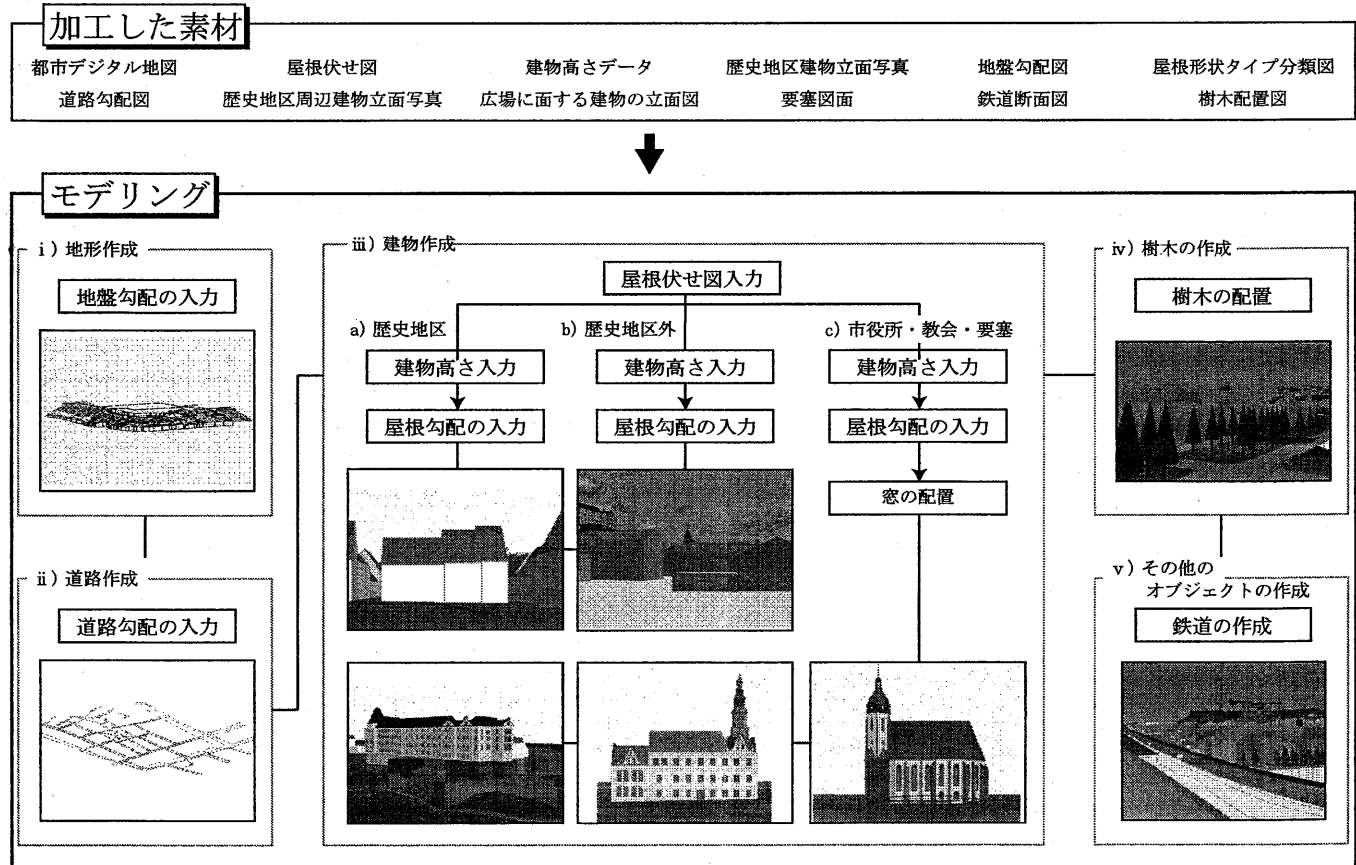 加工した素材
都市デジタル地図 屋根伏せ図 建物高さデータ 歴史地区建物立面写真 地盤勾配図 屋根形状タイプ分類図
道路勾配図 歴史地区周辺建物立面写真 広場に面する建物の立面図 要塞図面 鉄道断面図 樹木配置図
モデリング
i）地形作成
地盤勾配の入力
ii）道路作成
道路勾配の入力
iii）建物作成
屋根伏せ図入力
a）歴史地区
建物高さ入力
屋根勾配の入力
b）歴史地区外
建物高さ入力
屋根勾配の入力
c）市役所・教会・要塞
建物高さ入力
屋根勾配の入力
窓の配置
iv）樹木の作成
樹木の配置
v）その他の
オブジェクトの作成
鉄道の作成